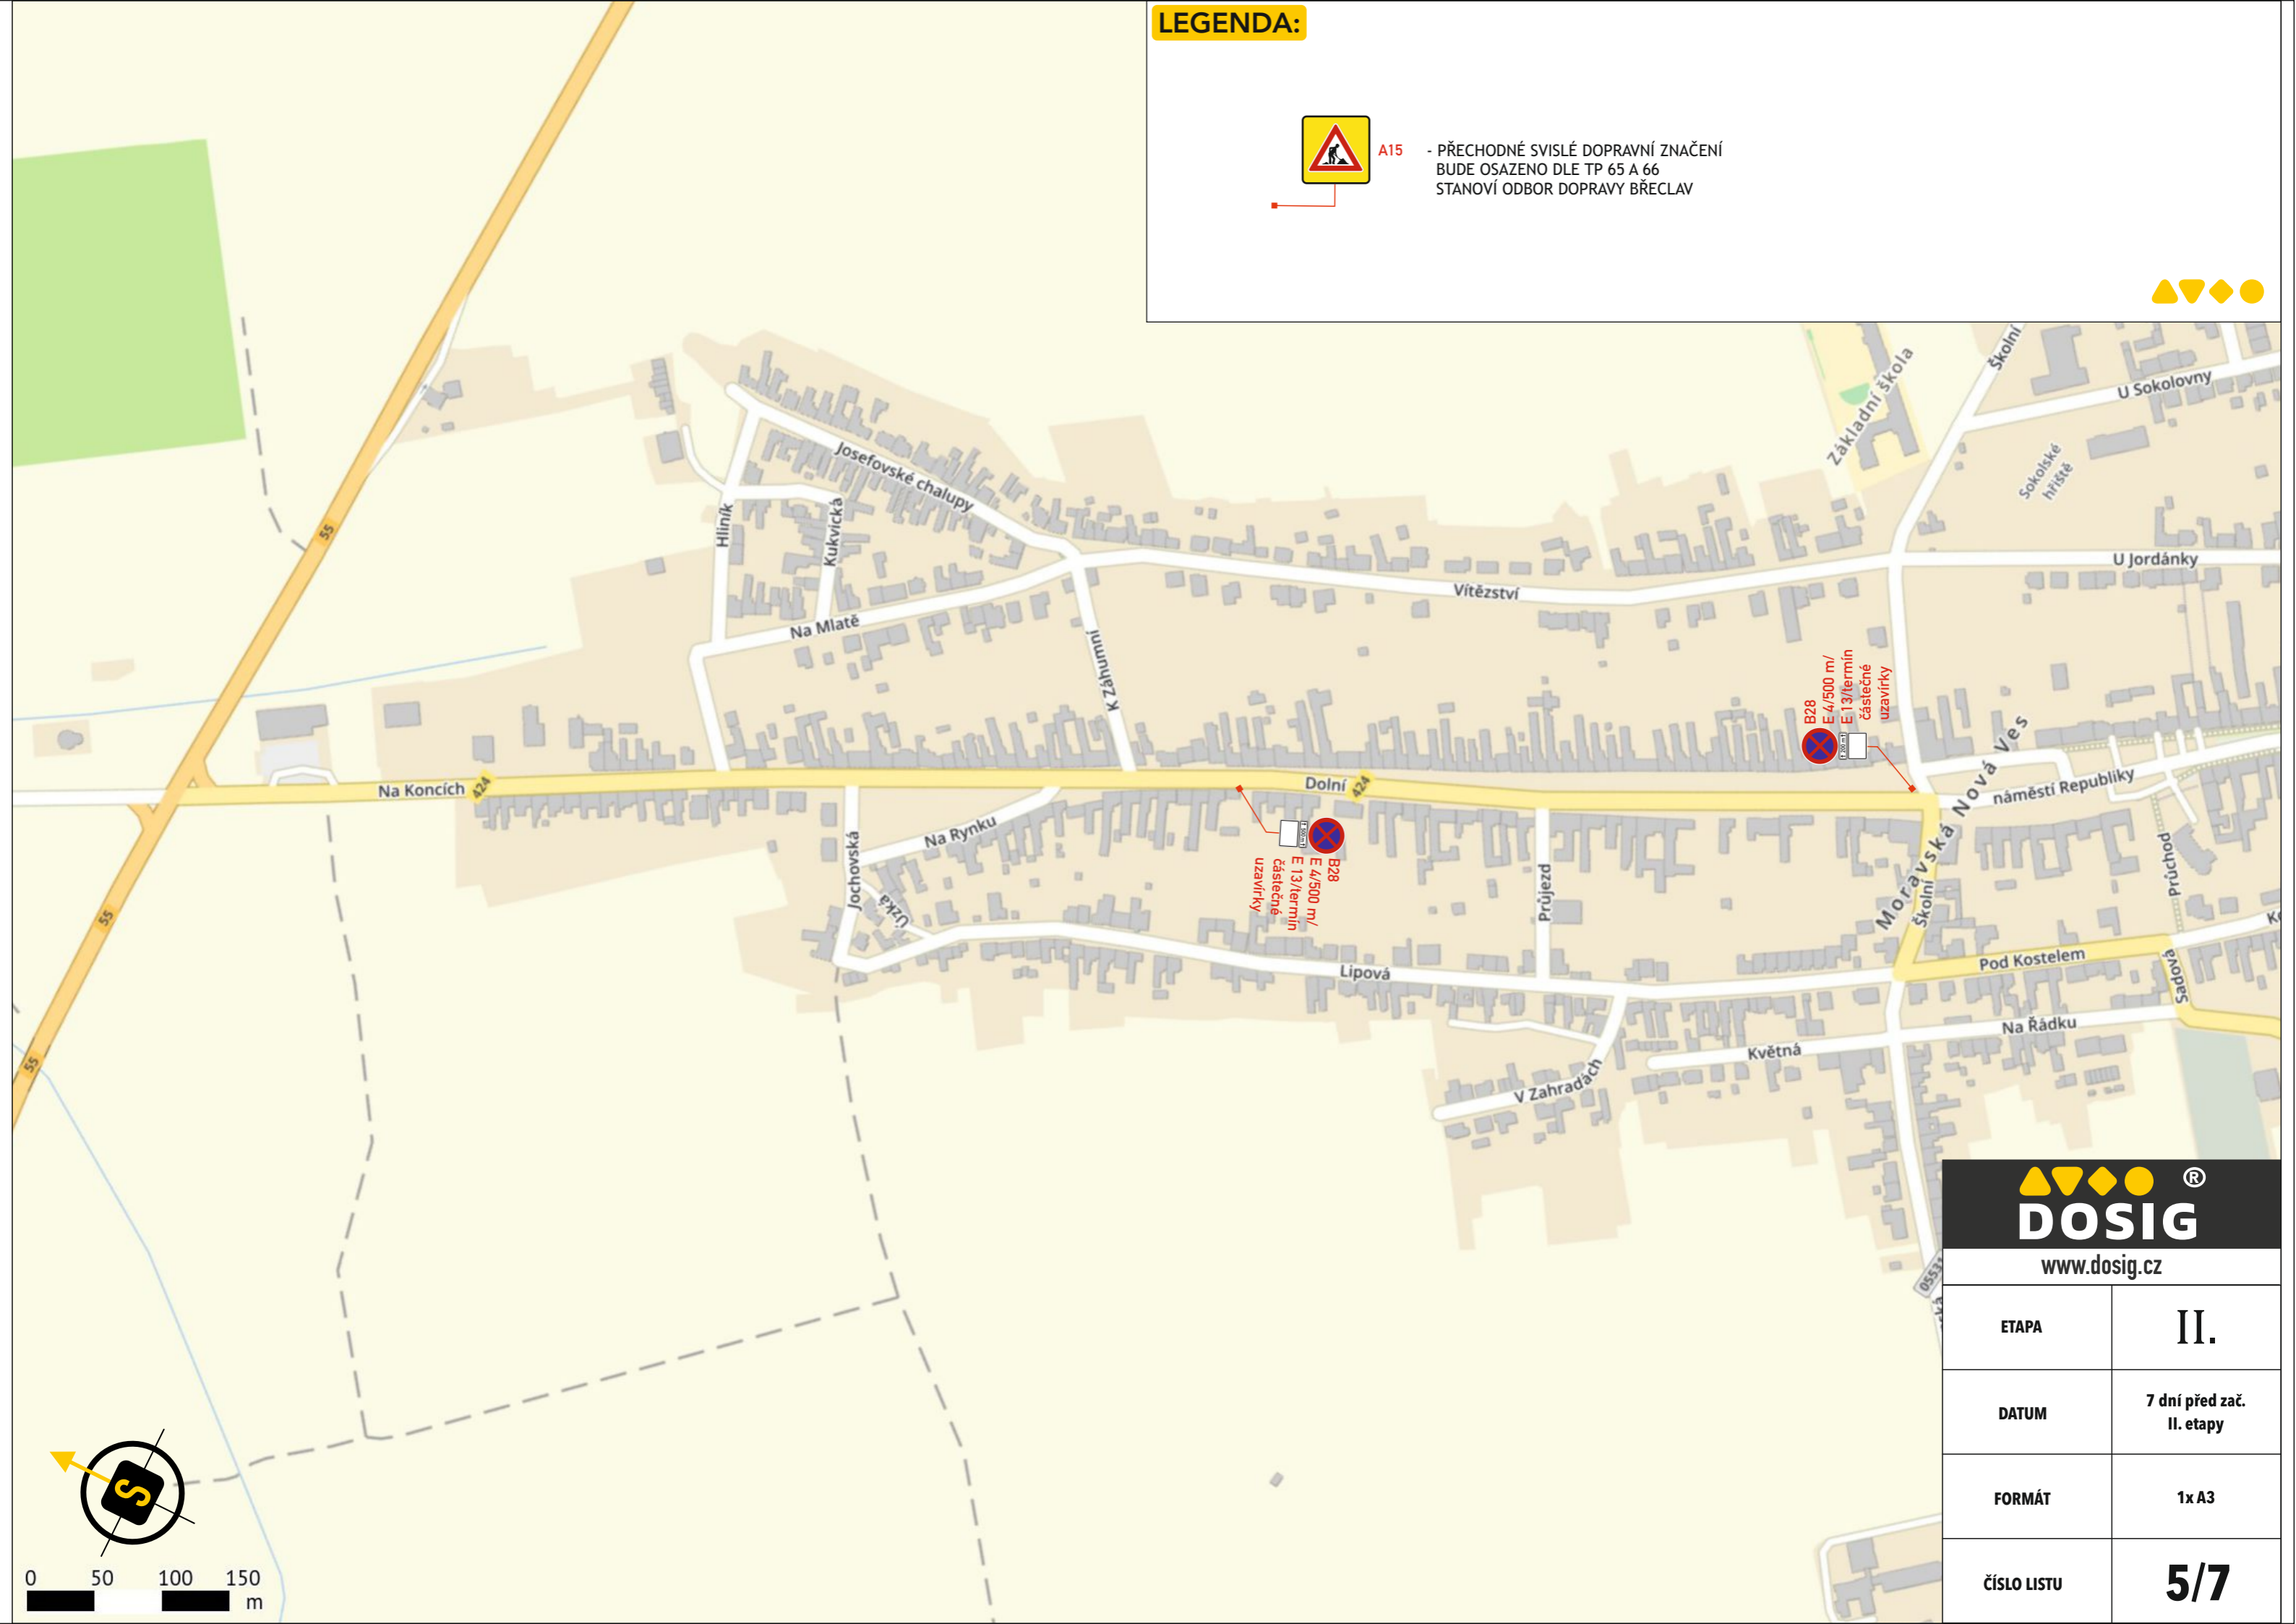 LEGENDA:
A15
- PŘECHODNÉ SVISLÉ DOPRAVNÍ ZNAČENÍ
BUDE OSAZENO DLE TP 65 A 66
STANOVÍ ODBOR DOPRAVY BŘECLAV
Školní
U Sokolovny
Základní škola
Sokolské
hřiště
Josefovské chalupy
Hliník
Kukvická
55
U Jordánky
Vítězství
Na Mlatě
K Záhumní
B28
E 4/500 m/
E 13/termín
částečné
uzavírky
Moravská Nová Ves
náměstí Republiky
Na Koncích
424
Dolní
424
Na Rynku
Jochovská
Úzká
B28
E 4/500 m/
E 13/termín
částečné
uzavírky
Průjezd
Školní
Průchod
55
Lipová
Pod Kostelem
Sadová
Na Řádku
Květná
V Zahradách
55
®
DOSIG
www.dosig.cz
ETAPA
II.
DATUM
7 dní před zač.
II. etapy
FORMÁT
1x A3
ČÍSLO LISTU
5/7
S
0 50 100 150
m